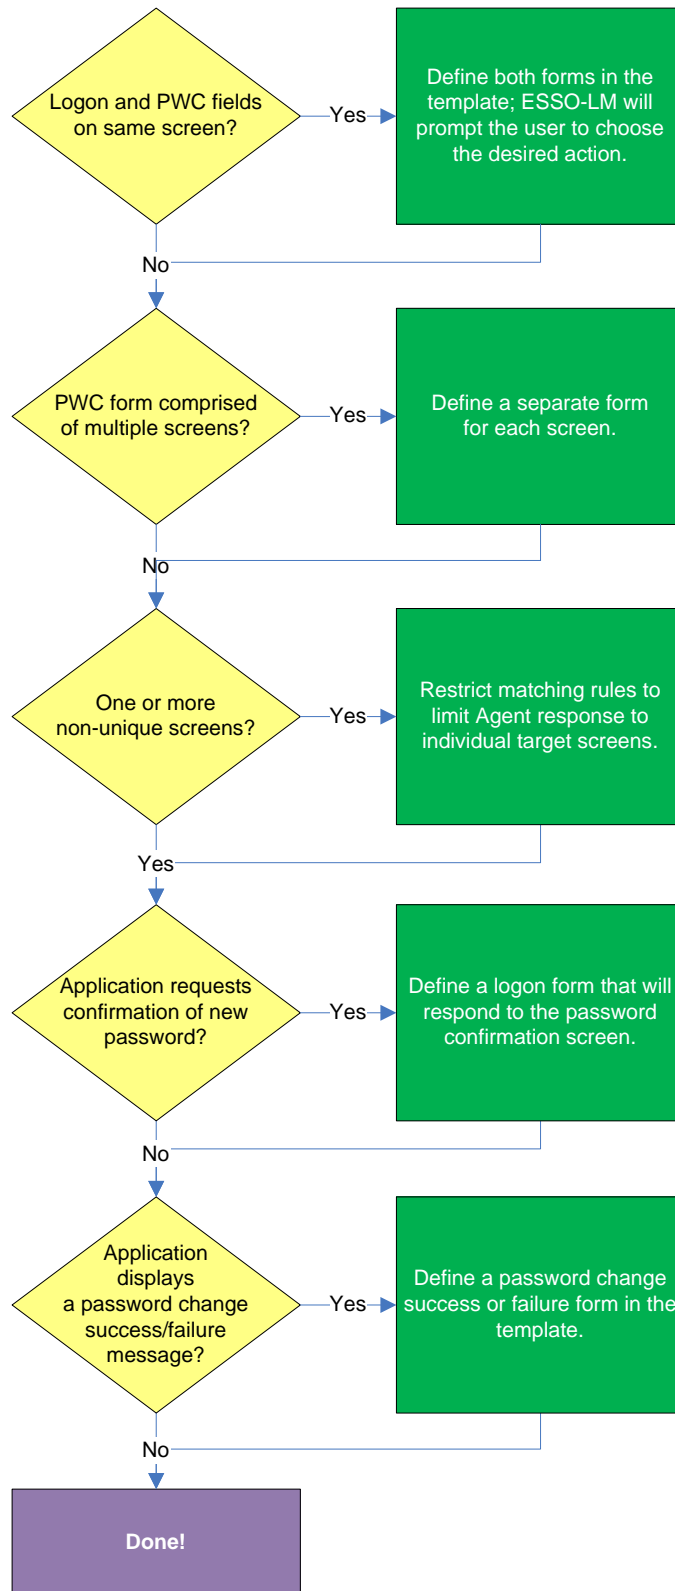 Logon and PWC fields
on same screen?
Yes
Define both forms in the
template; ESSO-LM will
prompt the user to choose
the desired action.
No
PWC form comprised
of multiple screens?
Yes
Define a separate form
for each screen.
No
One or more
non-unique screens?
Yes
Restrict matching rules to
limit Agent response to
individual target screens.
Yes
Application requests
confirmation of new
password?
Yes
Define a logon form that will
respond to the password
confirmation screen.
No
Application
displays
a password change
success/failure
message?
Yes
Define a password change
success or failure form in the
template.
No
Done!